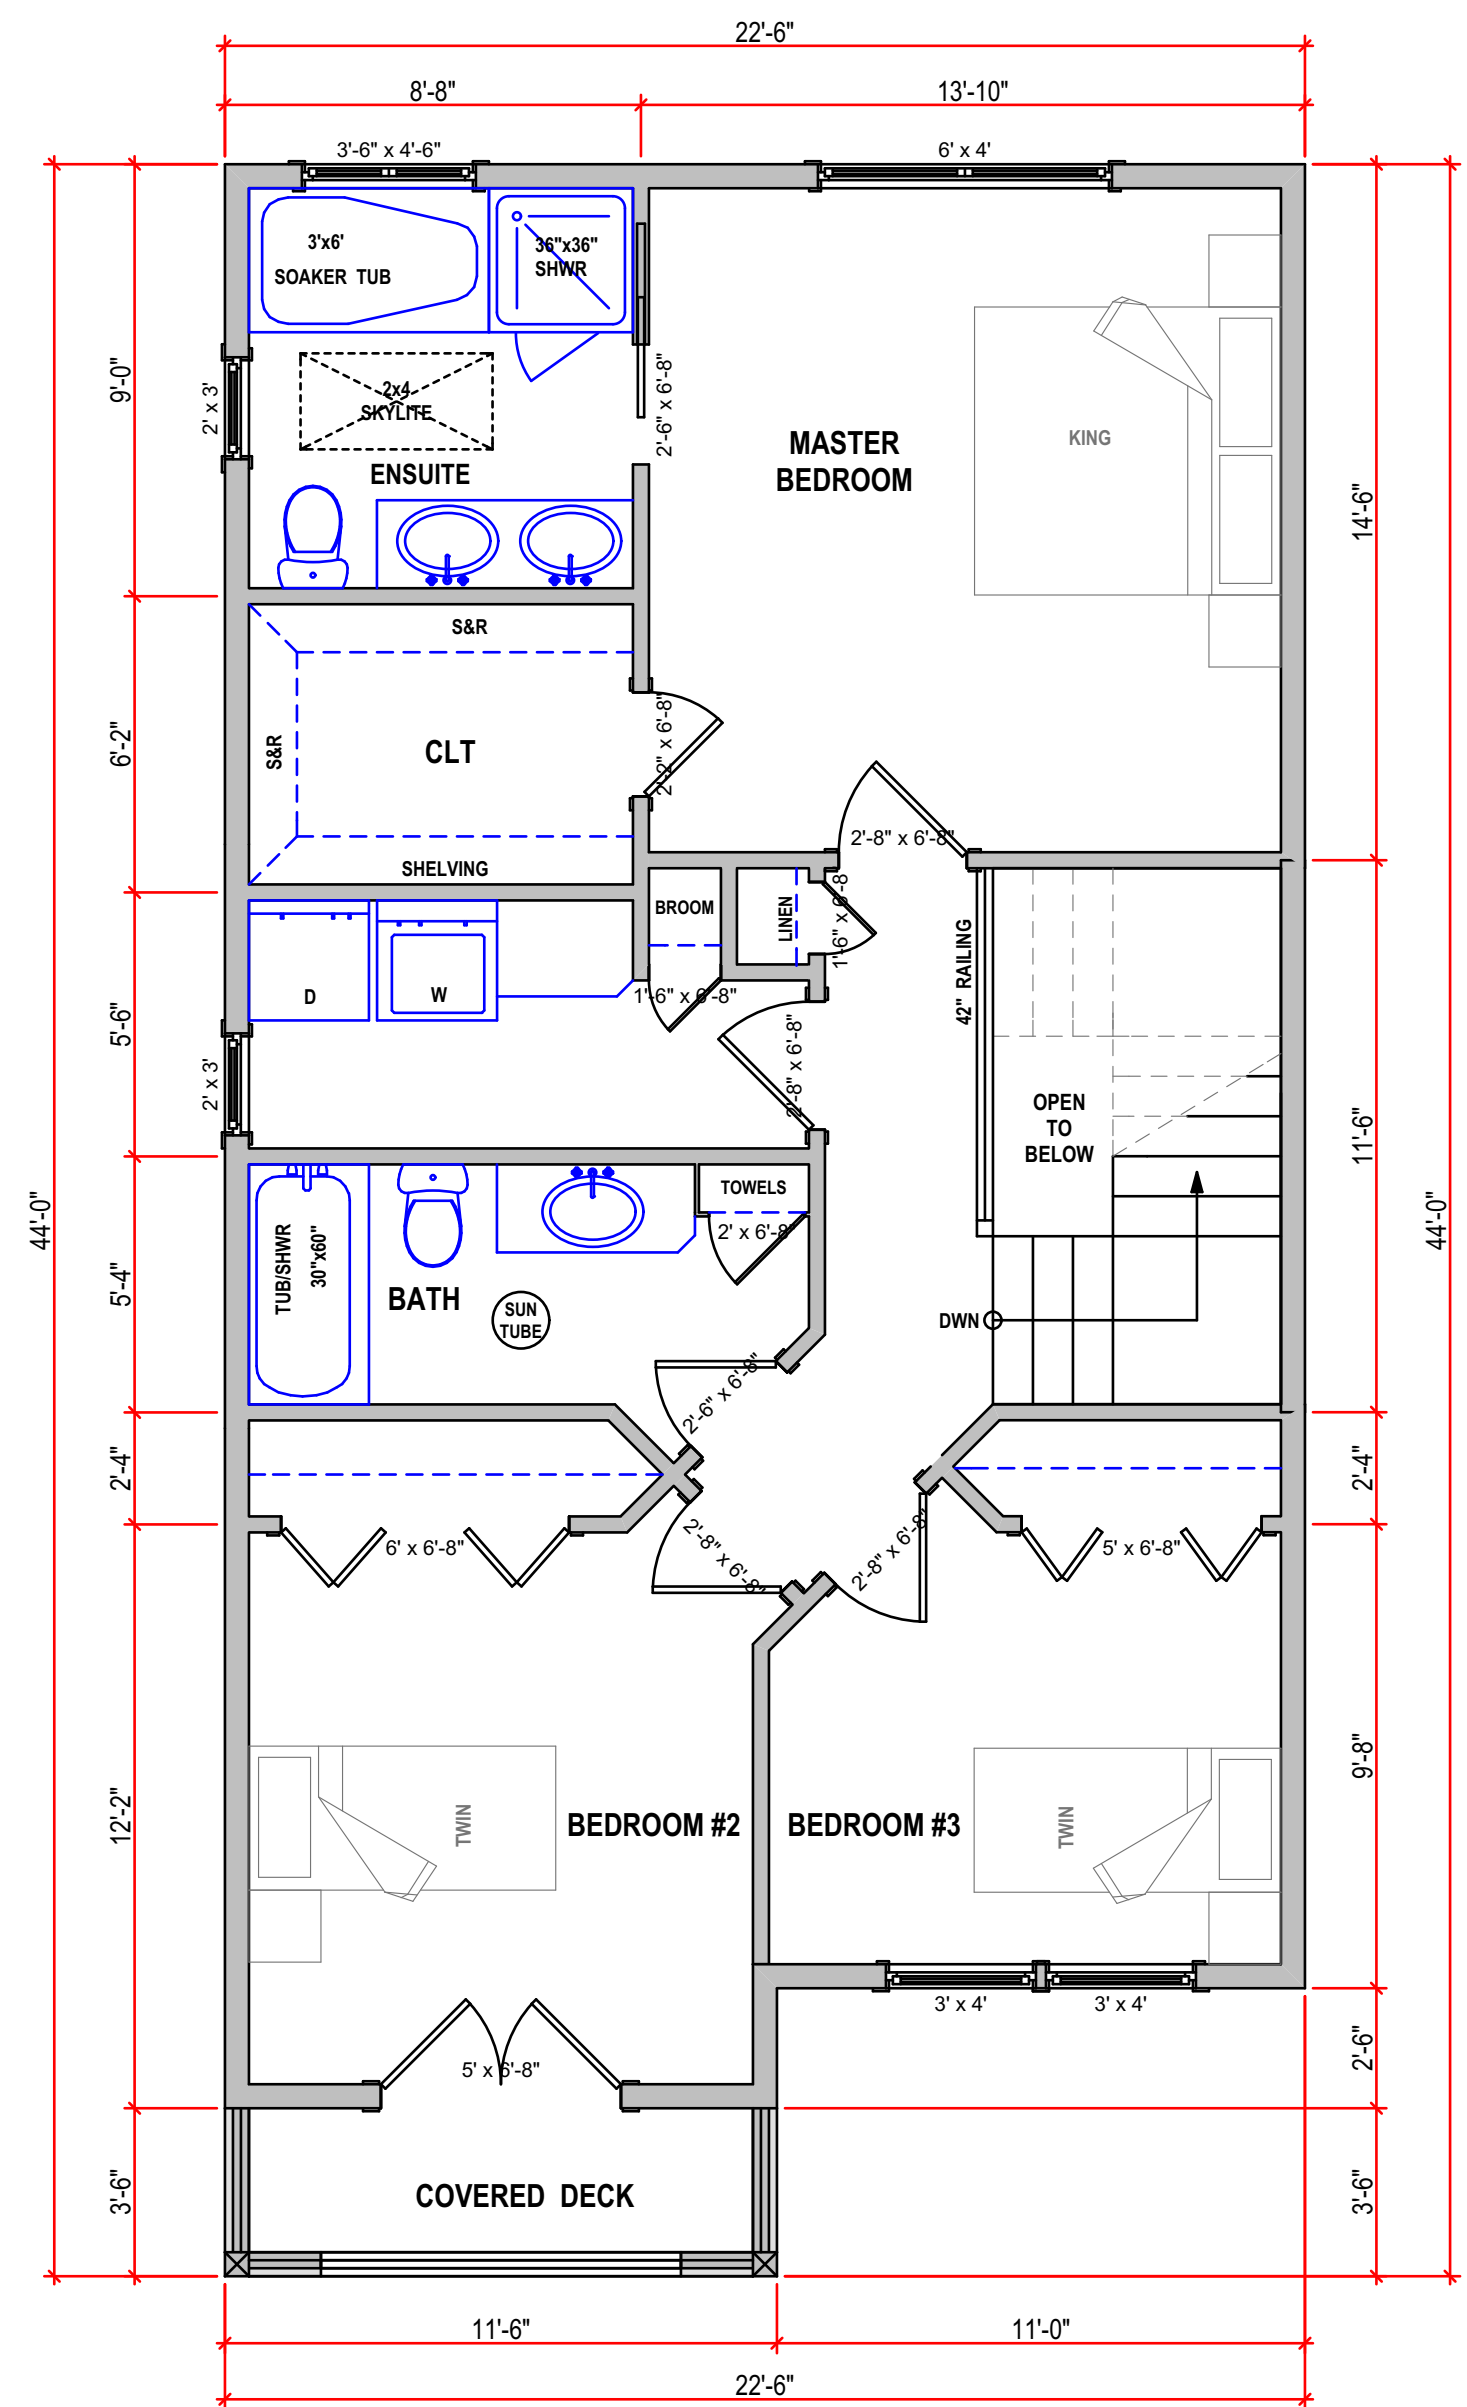 22'-6"
8'-8"
13'-10"
3'-6" x 4'-6"
6' x 4'
3'x6'
SOAKER TUB
36"x36"
SHWR
9'-0"
2' x 3'
2x4
SKYLITE
2'-6" x 6'-8"
ENSUITE
MASTER
BEDROOM
KING
14'-6"
S&R
6'-2"
S&R
CLT
2'-2" x 6'-8"
SHELVING
2'-8" x 6'-8"
BROOM
LINEN
1'-6" x 6'-8"
42" RAILING
D
W
1'-6" x 6'-8"
5'-6"
2' x 3'
2'-8" x 6'-8"
OPEN
TO
BELOW
11'-6"
44'-0"
44'-0"
TOWELS
2' x 6'-8"
TUB/SHWR
30"x60"
5'-4"
BATH
SUN
TUBE
DWN
2'-6" x 6'-8"
2'-4"
2'-4"
6' x 6'-8"
2'-8" x 6'-8"
2'-8" x 6'-8"
5' x 6'-8"
12'-2"
TWIN
BEDROOM #2
BEDROOM #3
TWIN
9'-8"
3' x 4'
3' x 4'
2'-6"
5' x 6'-8"
3'-6"
COVERED DECK
3'-6"
11'-6"
11'-0"
22'-6"